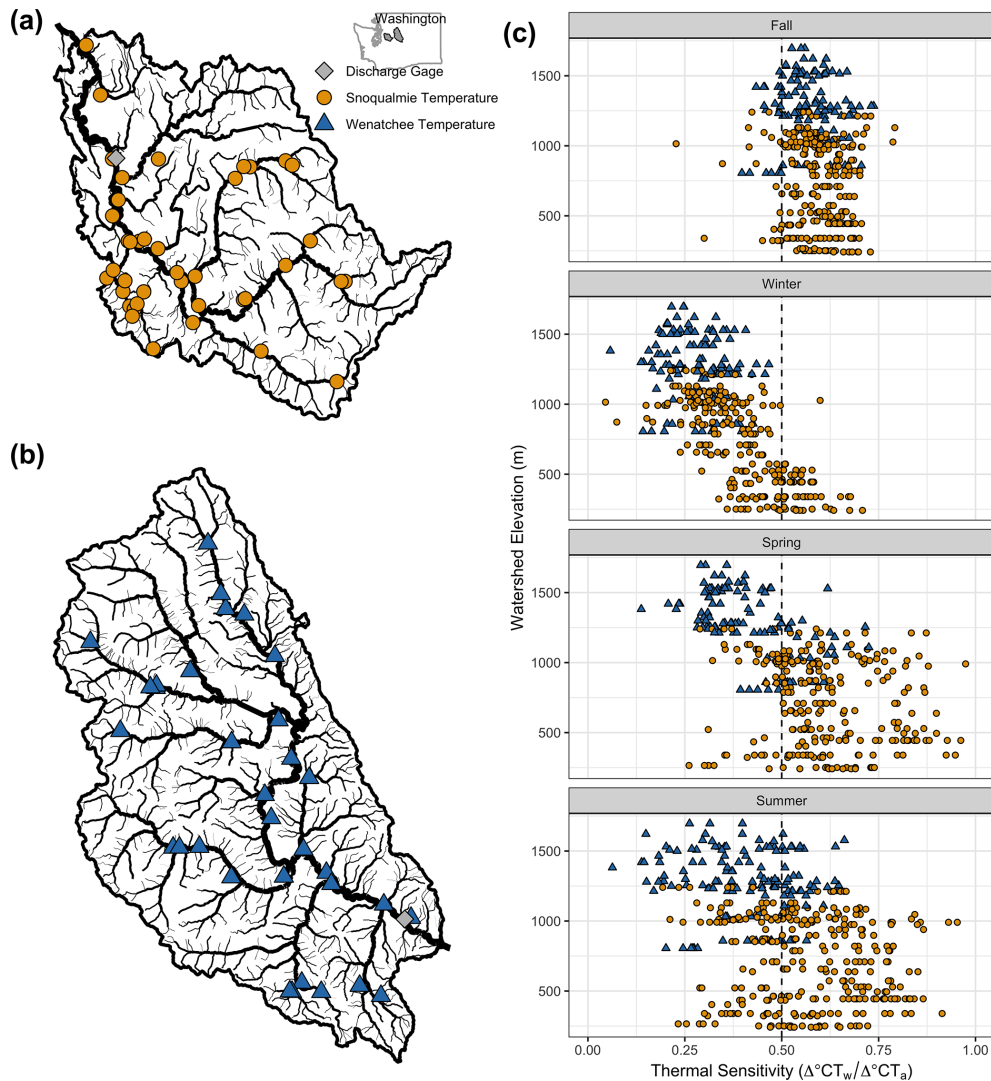 (a)
Washington
Discharge Gage
Snoqualmie Temperature
Wenatchee Temperature
(b)
(c)
Watershed Elevation (m)
Fall
1500
1000
500
Winter
1500
1000
500
Spring
1500
1000
500
Summer
1500
1000
500
0.00 0.25 0.50 0.75 1.00
Thermal Sensitivity (Δ°CTw/Δ°CTa)